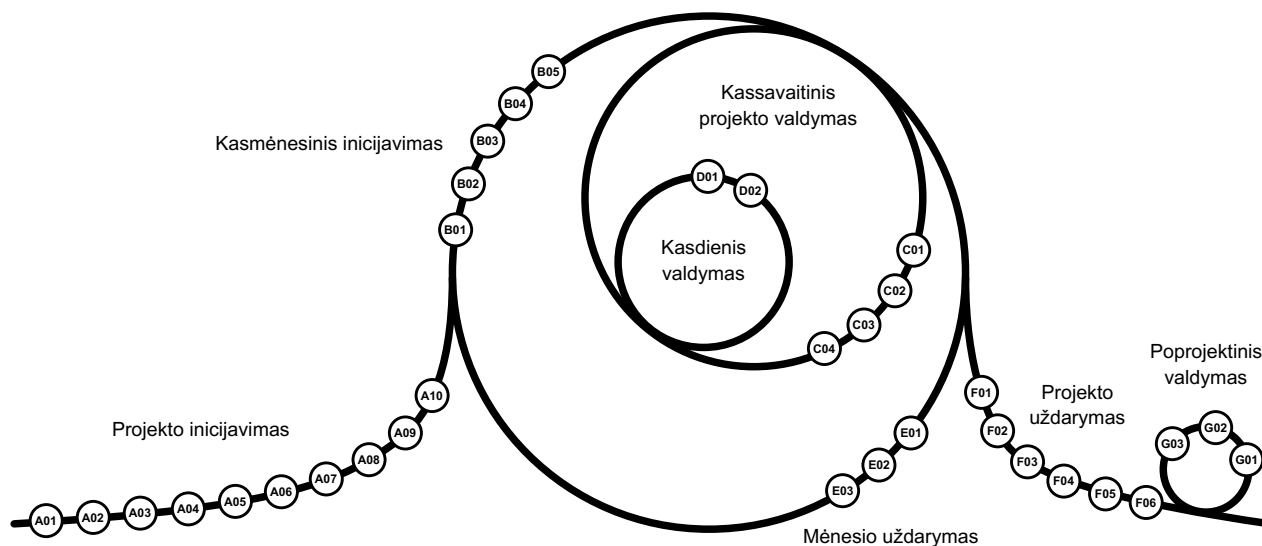 B05
B04
B03
B02
B01
Kasmėnesinis inicijavimas
Kassavaitinis
projekto valdymas
D01
D02
Kasdienis
valdymas
C01
C02
C03
C04
Projekto inicijavimas
A01
A02
A03
A04
A05
A06
A07
A08
A09
A10
E01
E02
E03
Mėnesio uždarymas
Projekto
uždarymas
F01
F02
F03
F04
F05
F06
Poprojektinis
valdymas
G03
G02
G01